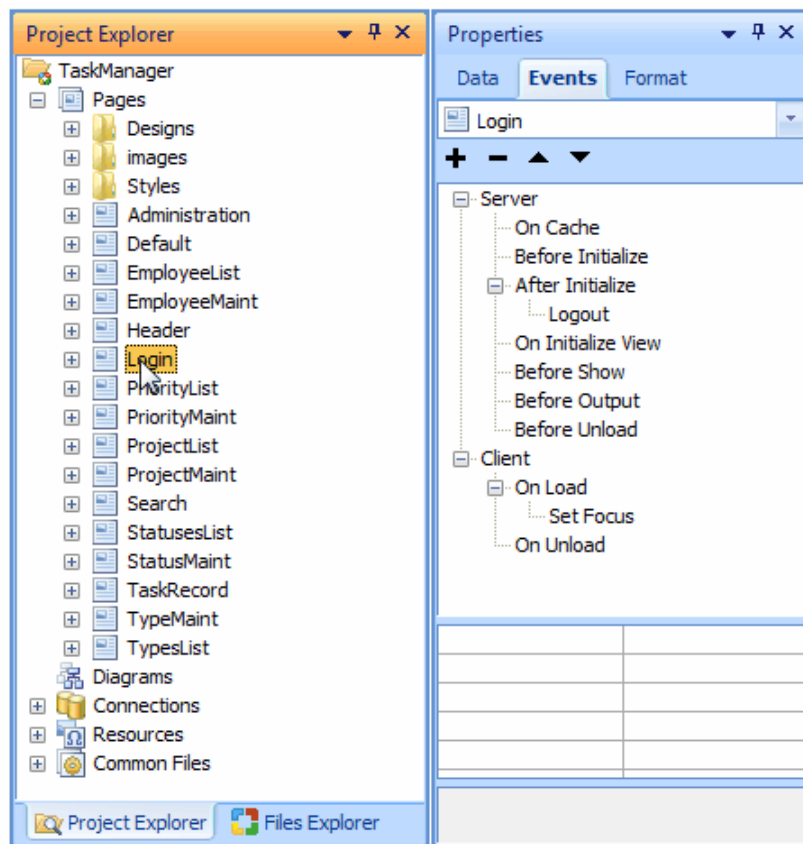 Project Explorer
TaskManager
Pages
Designs
images
Styles
Administration
Default
EmployeeList
EmployeeMaint
Header
Login
PriorityList
PriorityMaint
ProjectList
ProjectMaint
Search
StatusesList
StatusMaint
TaskRecord
TypeMaint
TypesList
Diagrams
Connections
Resources
Common Files
Project Explorer Files Explorer
Properties
Data Events Format
Login
Server
On Cache
Before Initialize
After Initialize
Logout
On Initialize View
Before Show
Before Output
Before Unload
Client
On Load
Set Focus
On Unload